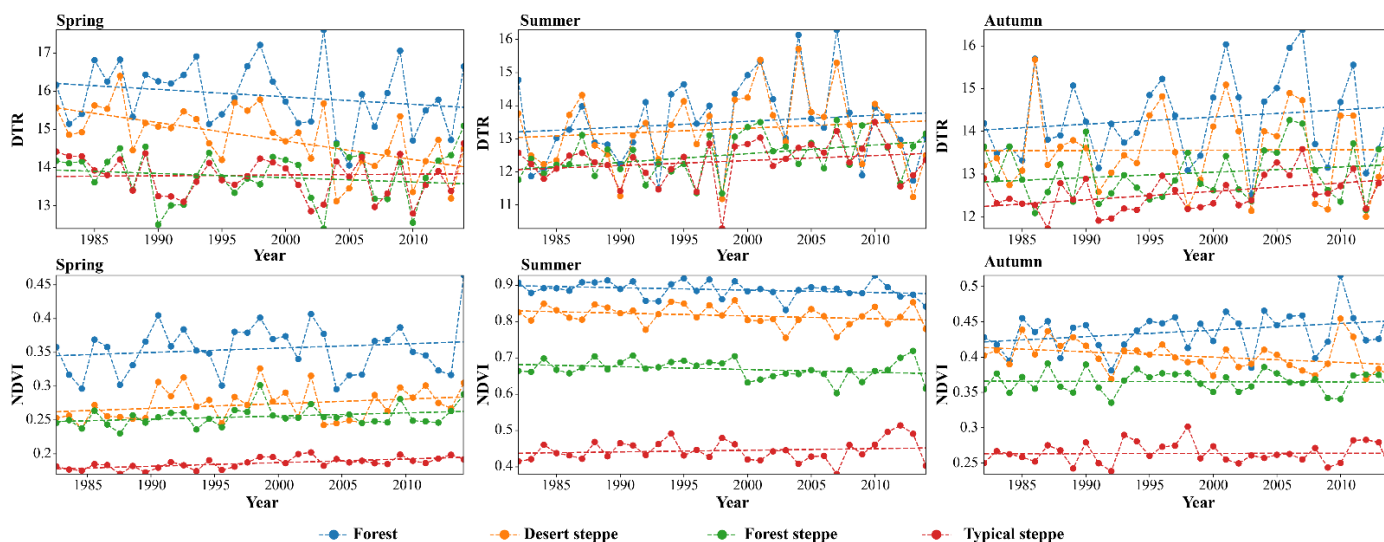 Spring
17
16
15
14
13
DTR
1985 1990 1995 2000 2005 2010
Year
Summer
16
15
14
13
12
11
DTR
1985 1990 1995 2000 2005 2010
Year
Autumn
16
15
14
13
12
DTR
1985 1990 1995 2000 2005 2010
Year
Spring
0.45
0.4
0.35
0.3
0.25
0.2
NDVI
1985 1990 1995 2000 2005 2010
Year
Summer
0.9
0.8
0.7
0.6
0.5
0.4
NDVI
1985 1990 1995 2000 2005 2010
Year
Autumn
0.5
0.45
0.4
0.35
0.3
0.25
NDVI
1985 1990 1995 2000 2005 2010
Year
Forest Desert steppe Forest steppe Typical steppe